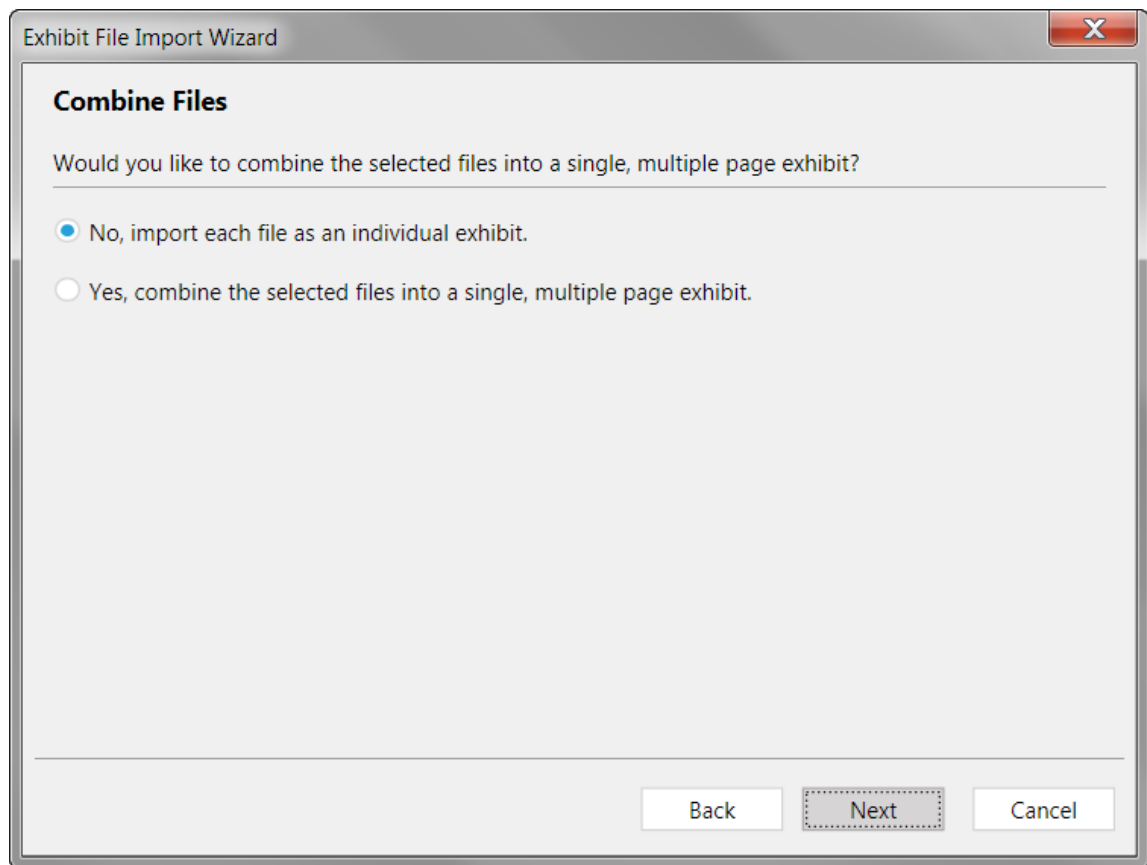 Exhibit File Import Wizard
Combine Files
Would you like to combine the selected files into a single, multiple page exhibit?
No, import each file as an individual exhibit.
Yes, combine the selected files into a single, multiple page exhibit.
Back Next Cancel